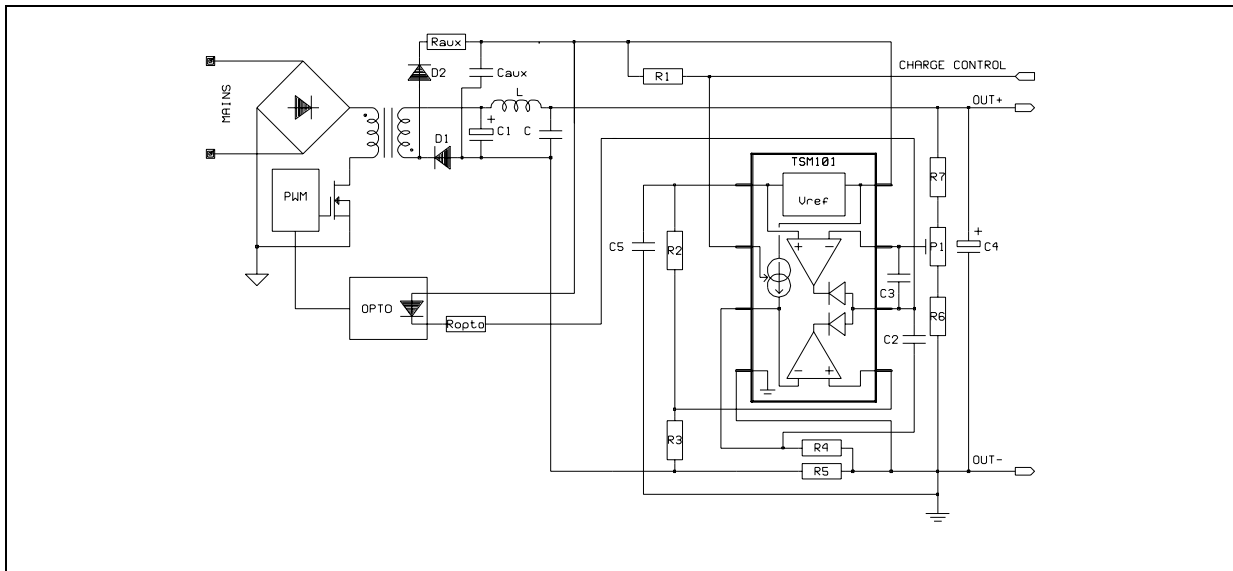 Raux
CHARGE CONTROL
D2
Caux
R1
MAINS
L
OUT+
+
C1
C
D1
TSM101
R7
PWM
Vref
+
C5
R2
+
-
P1
C4
C3
OPTO
Ropto
R6
C2
-
+
R3
R4
OUT-
R5